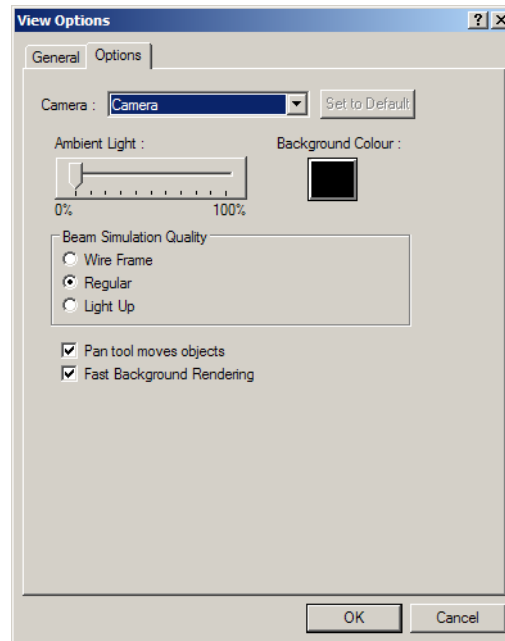 View Options
General Options
Camera : Camera Set to Default
Ambient Light : Background Colour :
0% 100%
Beam Simulation Quality
Wire Frame
Regular
Light Up
Pan tool moves objects
Fast Background Rendering
OK Cancel